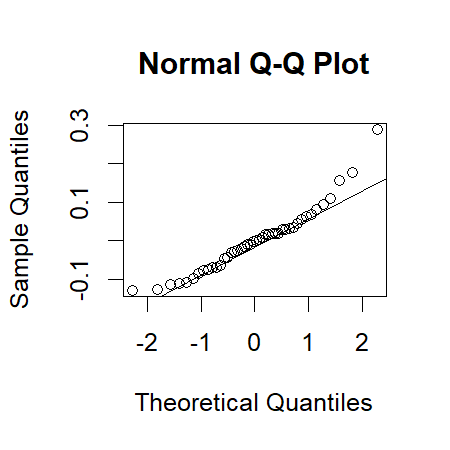 Normal Q-Q Plot
Sample Quantiles
0.3
0.1
-0.1
-2 -1 0 1 2
Theoretical Quantiles